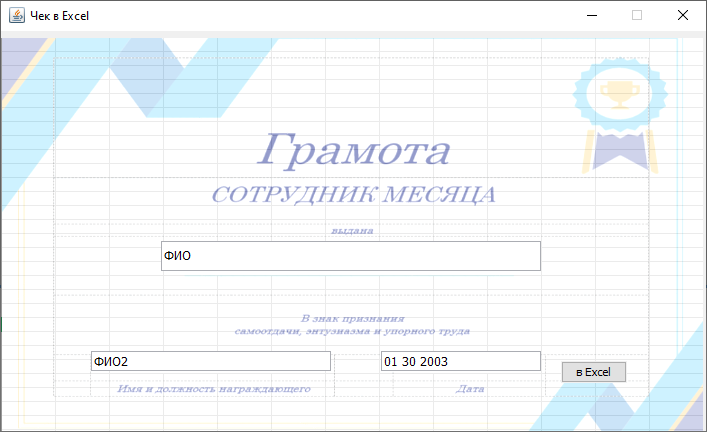 Чек в Excel
Грамота
СОТРУДНИК МЕСЯЦА
выдана
ФИО
В знак признания
самоотдачи, энтузиазма и упорного труда
ФИО2
01 30 2003
в Excel
Имя и должность награждающего
Дата